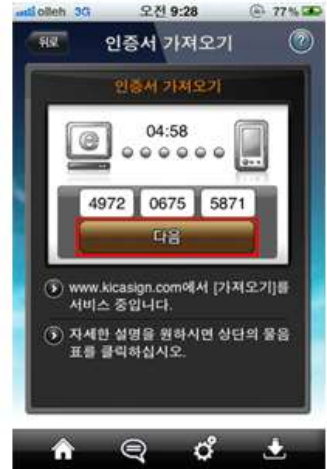 olleh 3G 오전 9:28 77%
뒤로 인증서 가져오기 ?
인증서 가져오기
04:58
4972 0675 5871
다음
www.kicasign.com에서 [가져오기]를
서비스 중입니다.
자세한 설명을 원하시면 상단의 물음
표를 클릭하십시오.